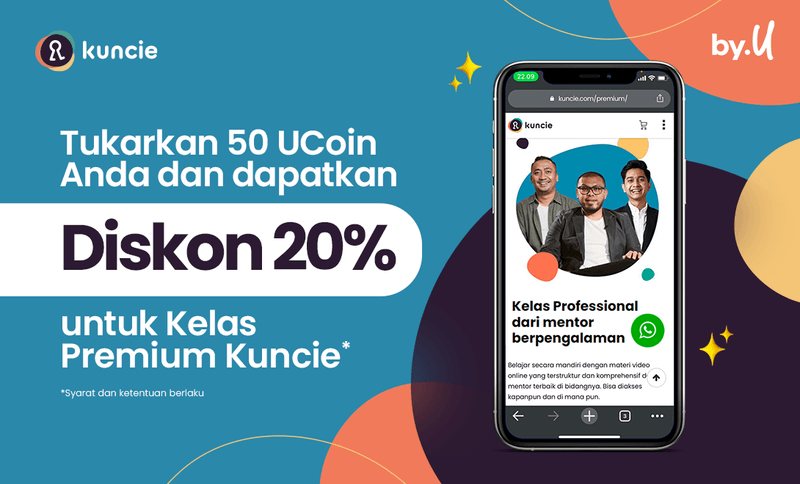 kuncie
by.U
Tukarkan 50 UCoin
Anda dan dapatkan
Diskon 20%
untuk Kelas
Premium Kuncie*
*Syarat dan ketentuan berlaku
22.09
kuncie.com/premium/
kuncie
Kelas Professional
dari mentor
berpengalaman
Belajar secara mandiri dengan materi video
online yang terstruktur dan komprehensif d
mentor terbaik di bidangnya. Bisa diakses
kapanpun dan di mana pun.
3